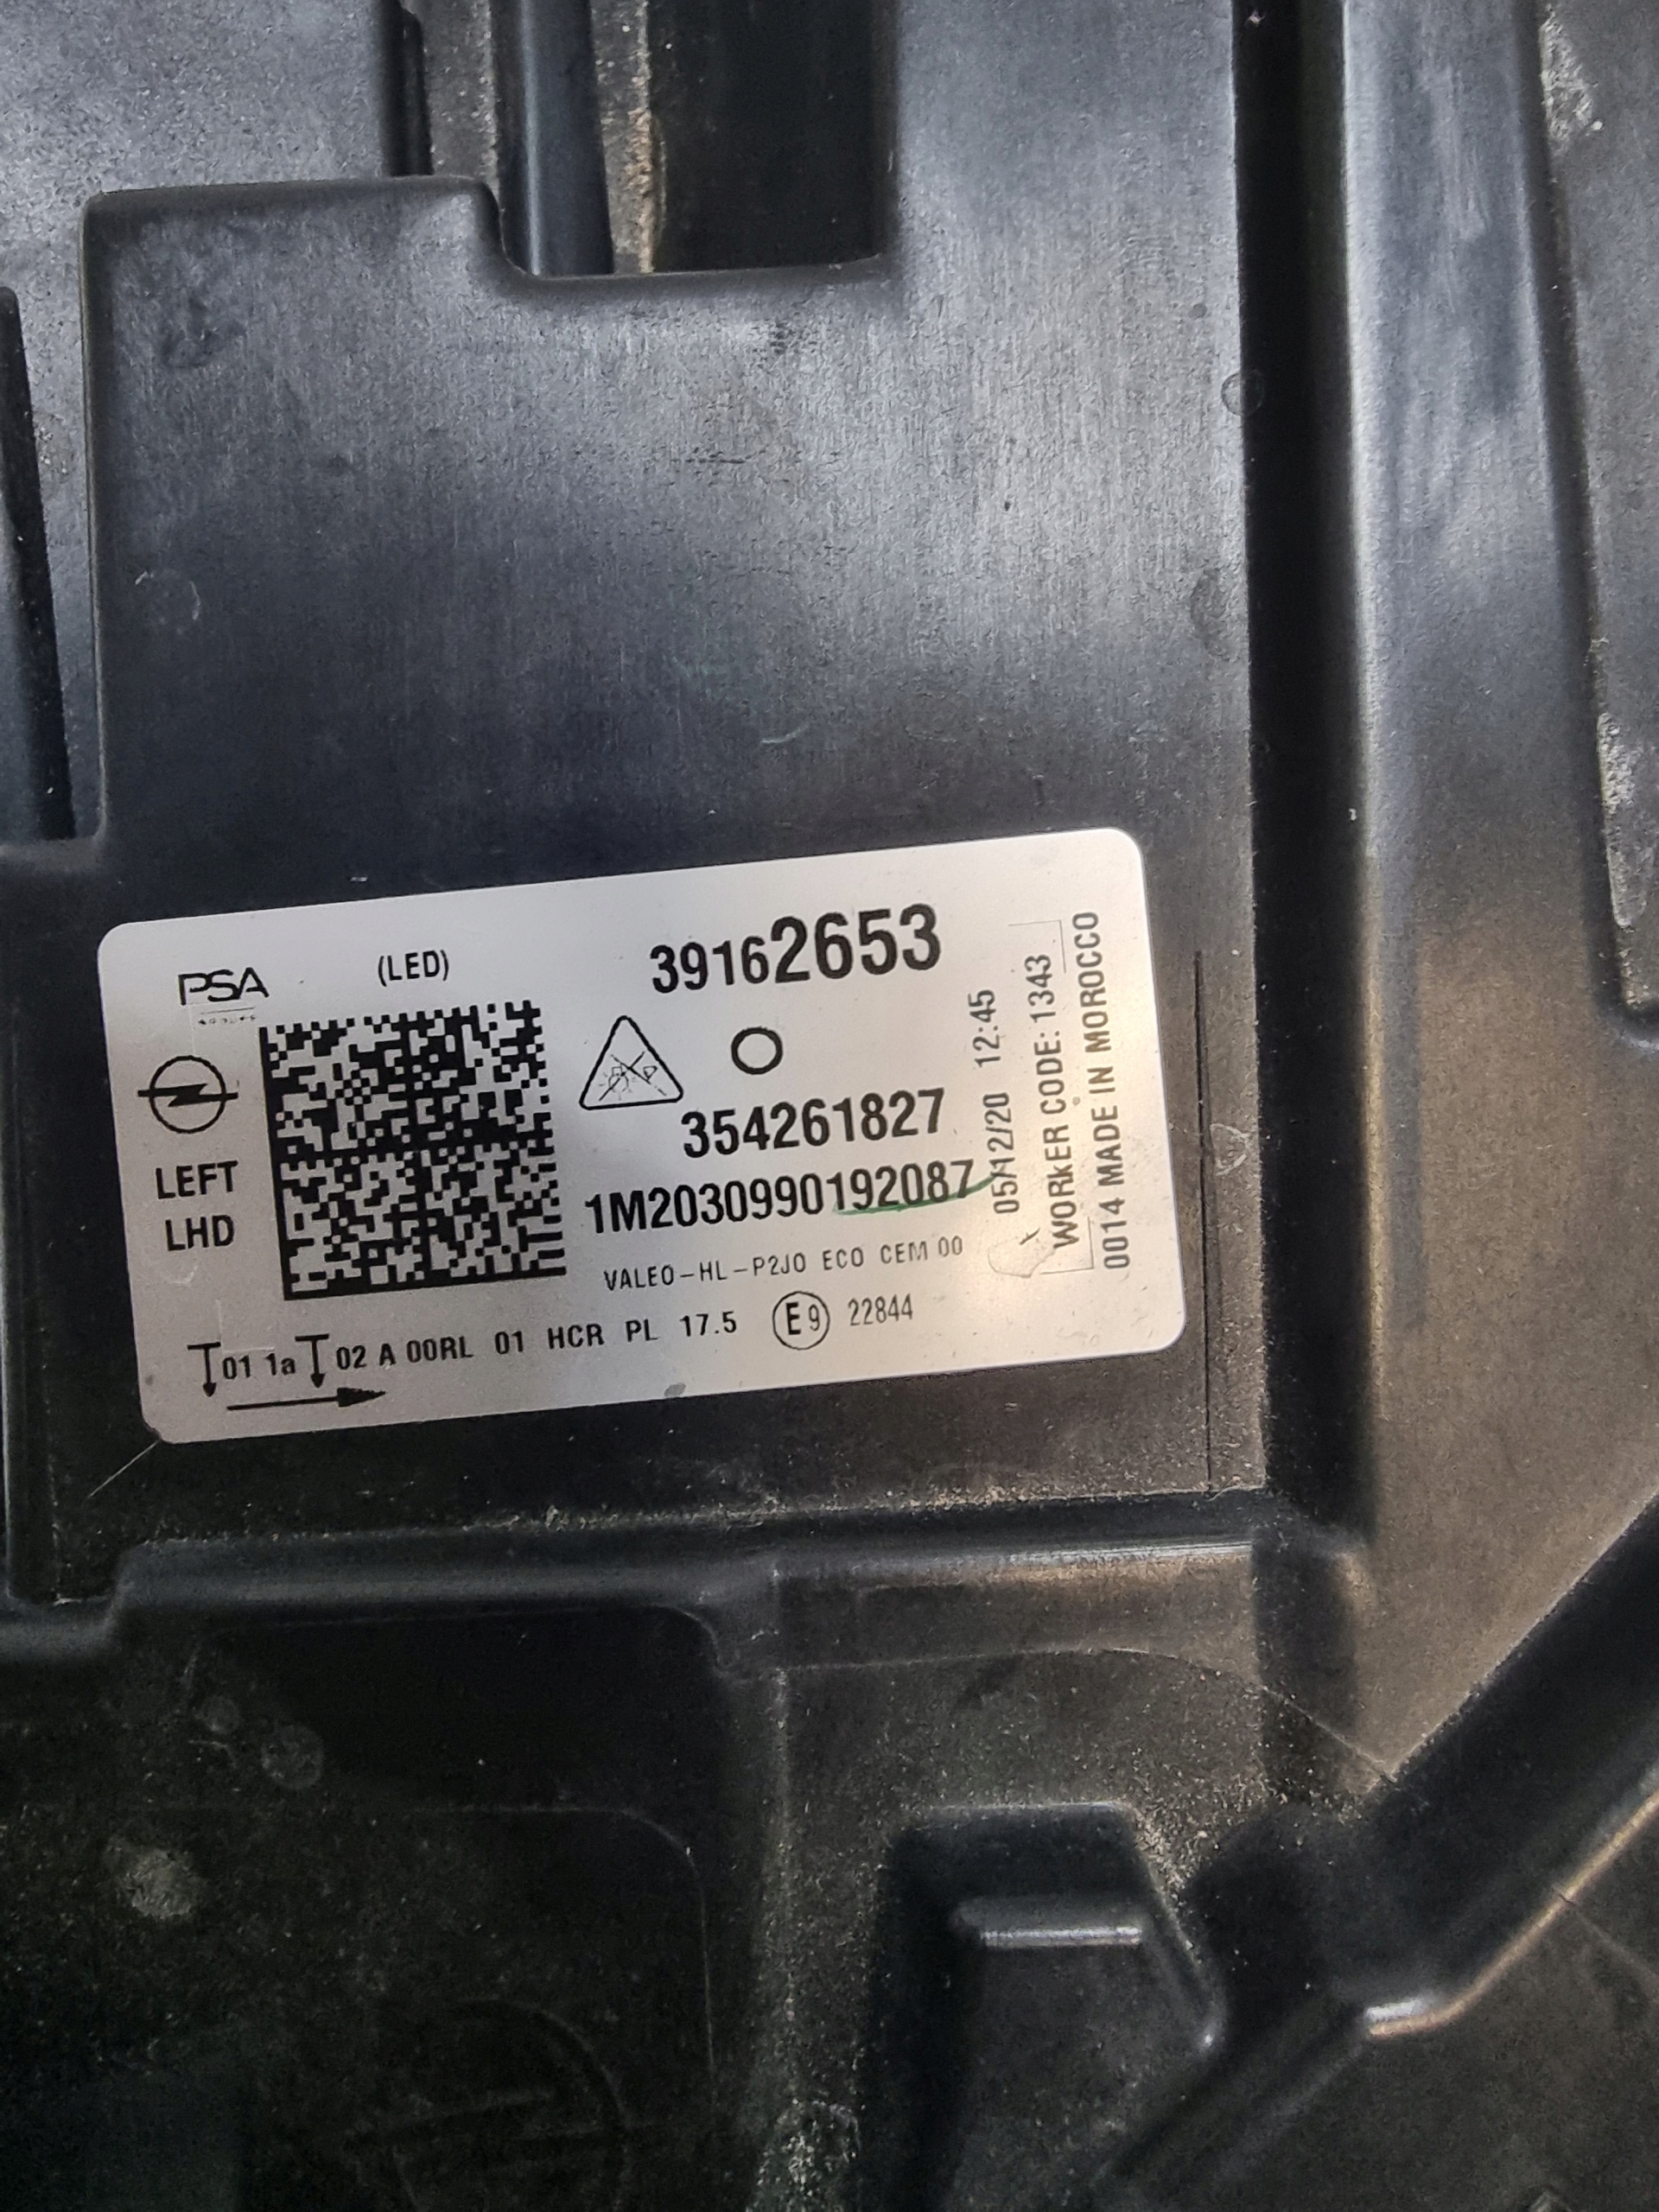 PSA
(LED)
39162653
LEFT
LHD
354261827
1M2030990192087
VALEO-HL-P2JO ECO CEM 00
01 1a 02 A 00RL 01 HCR PL 17.5 E9 22844
05/12/20 12:45
WORKER CODE: 1343
0014 MADE IN MOROCCO